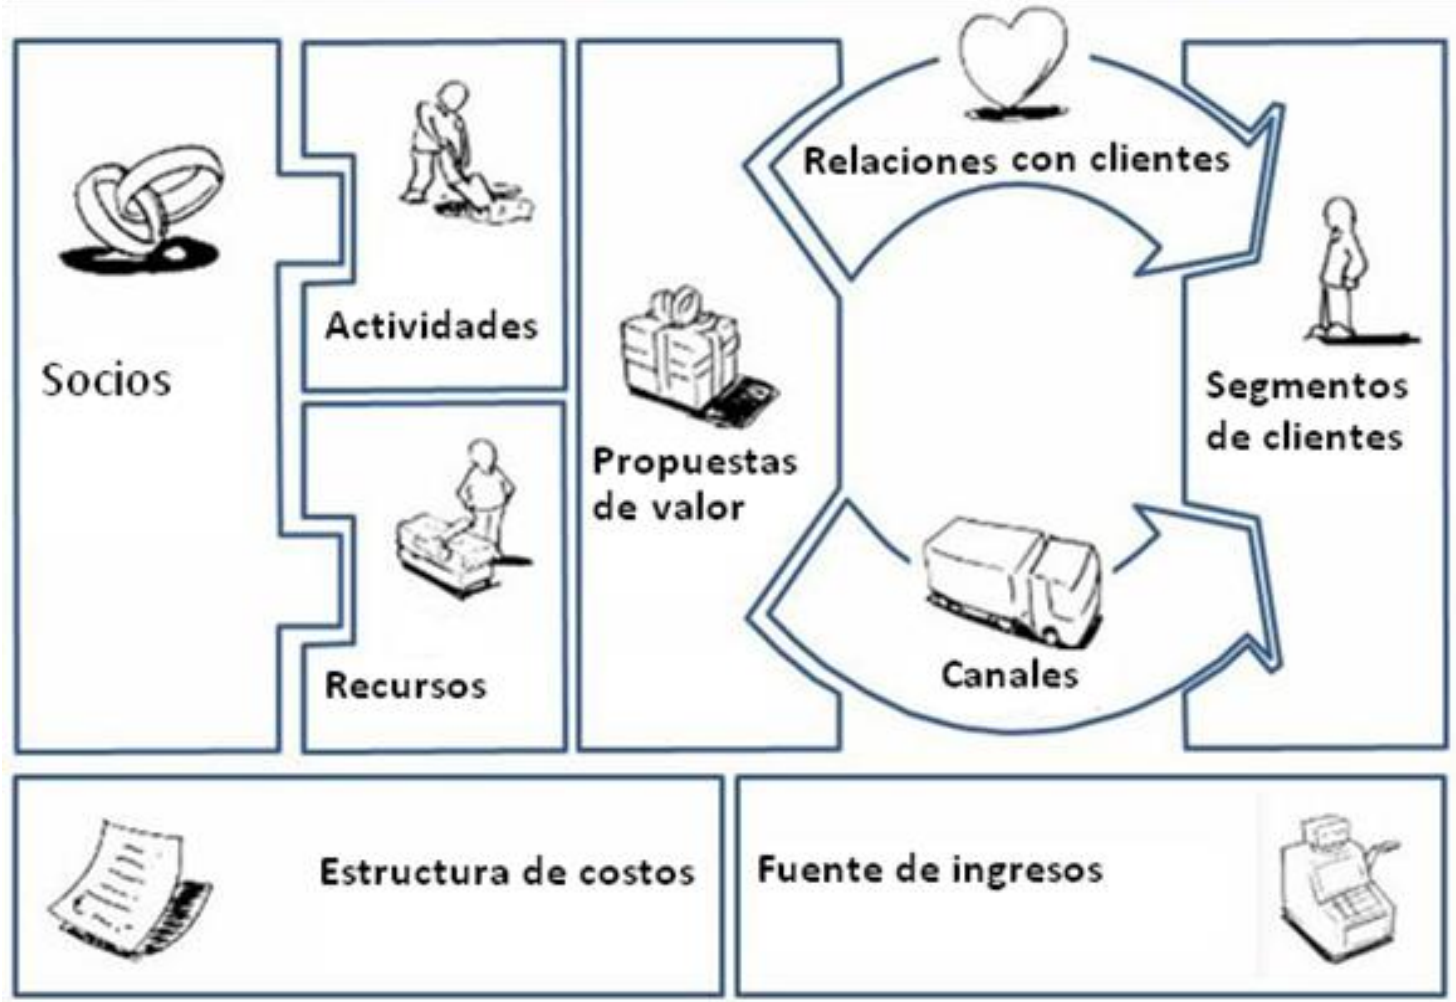 Socios
Actividades
Recursos
Propuestas
de valor
Relaciones con clientes
Canales
Segmentos
de clientes
Estructura de costos
Fuente de ingresos